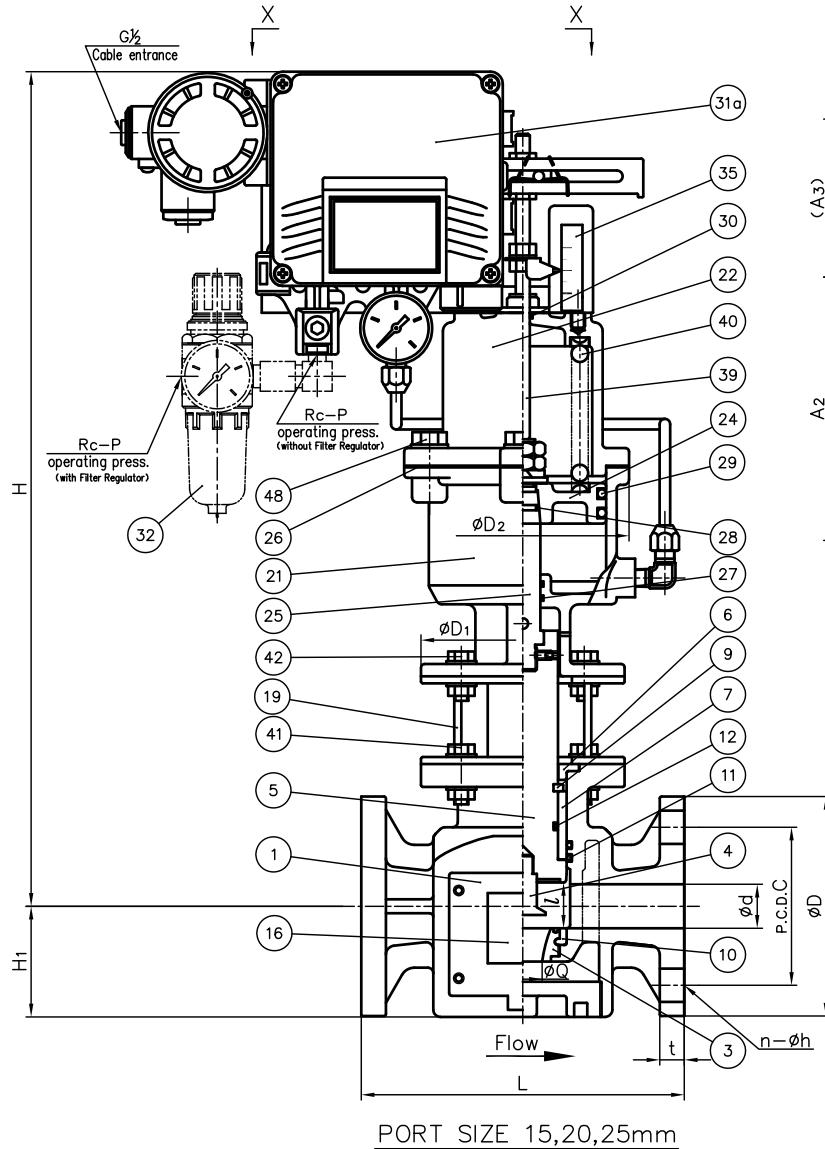 X X
G½
Cable entrance
31a
(A3)
35
30
22
40
A2
39
Rc-P
operating press.
(without Filter Regulator)
Rc-P
operating press.
(with Filter Regulator)
24
29
H
48
32
26
øD2
28
21
27
25
6
øD1
42
9
19
7
41
12
11
5
1
4
l
ød
P.C.D.C
øD
16
10
H1
øQ
Flow
t
3
n-øh
L
PORT SIZE 15,20,25mm